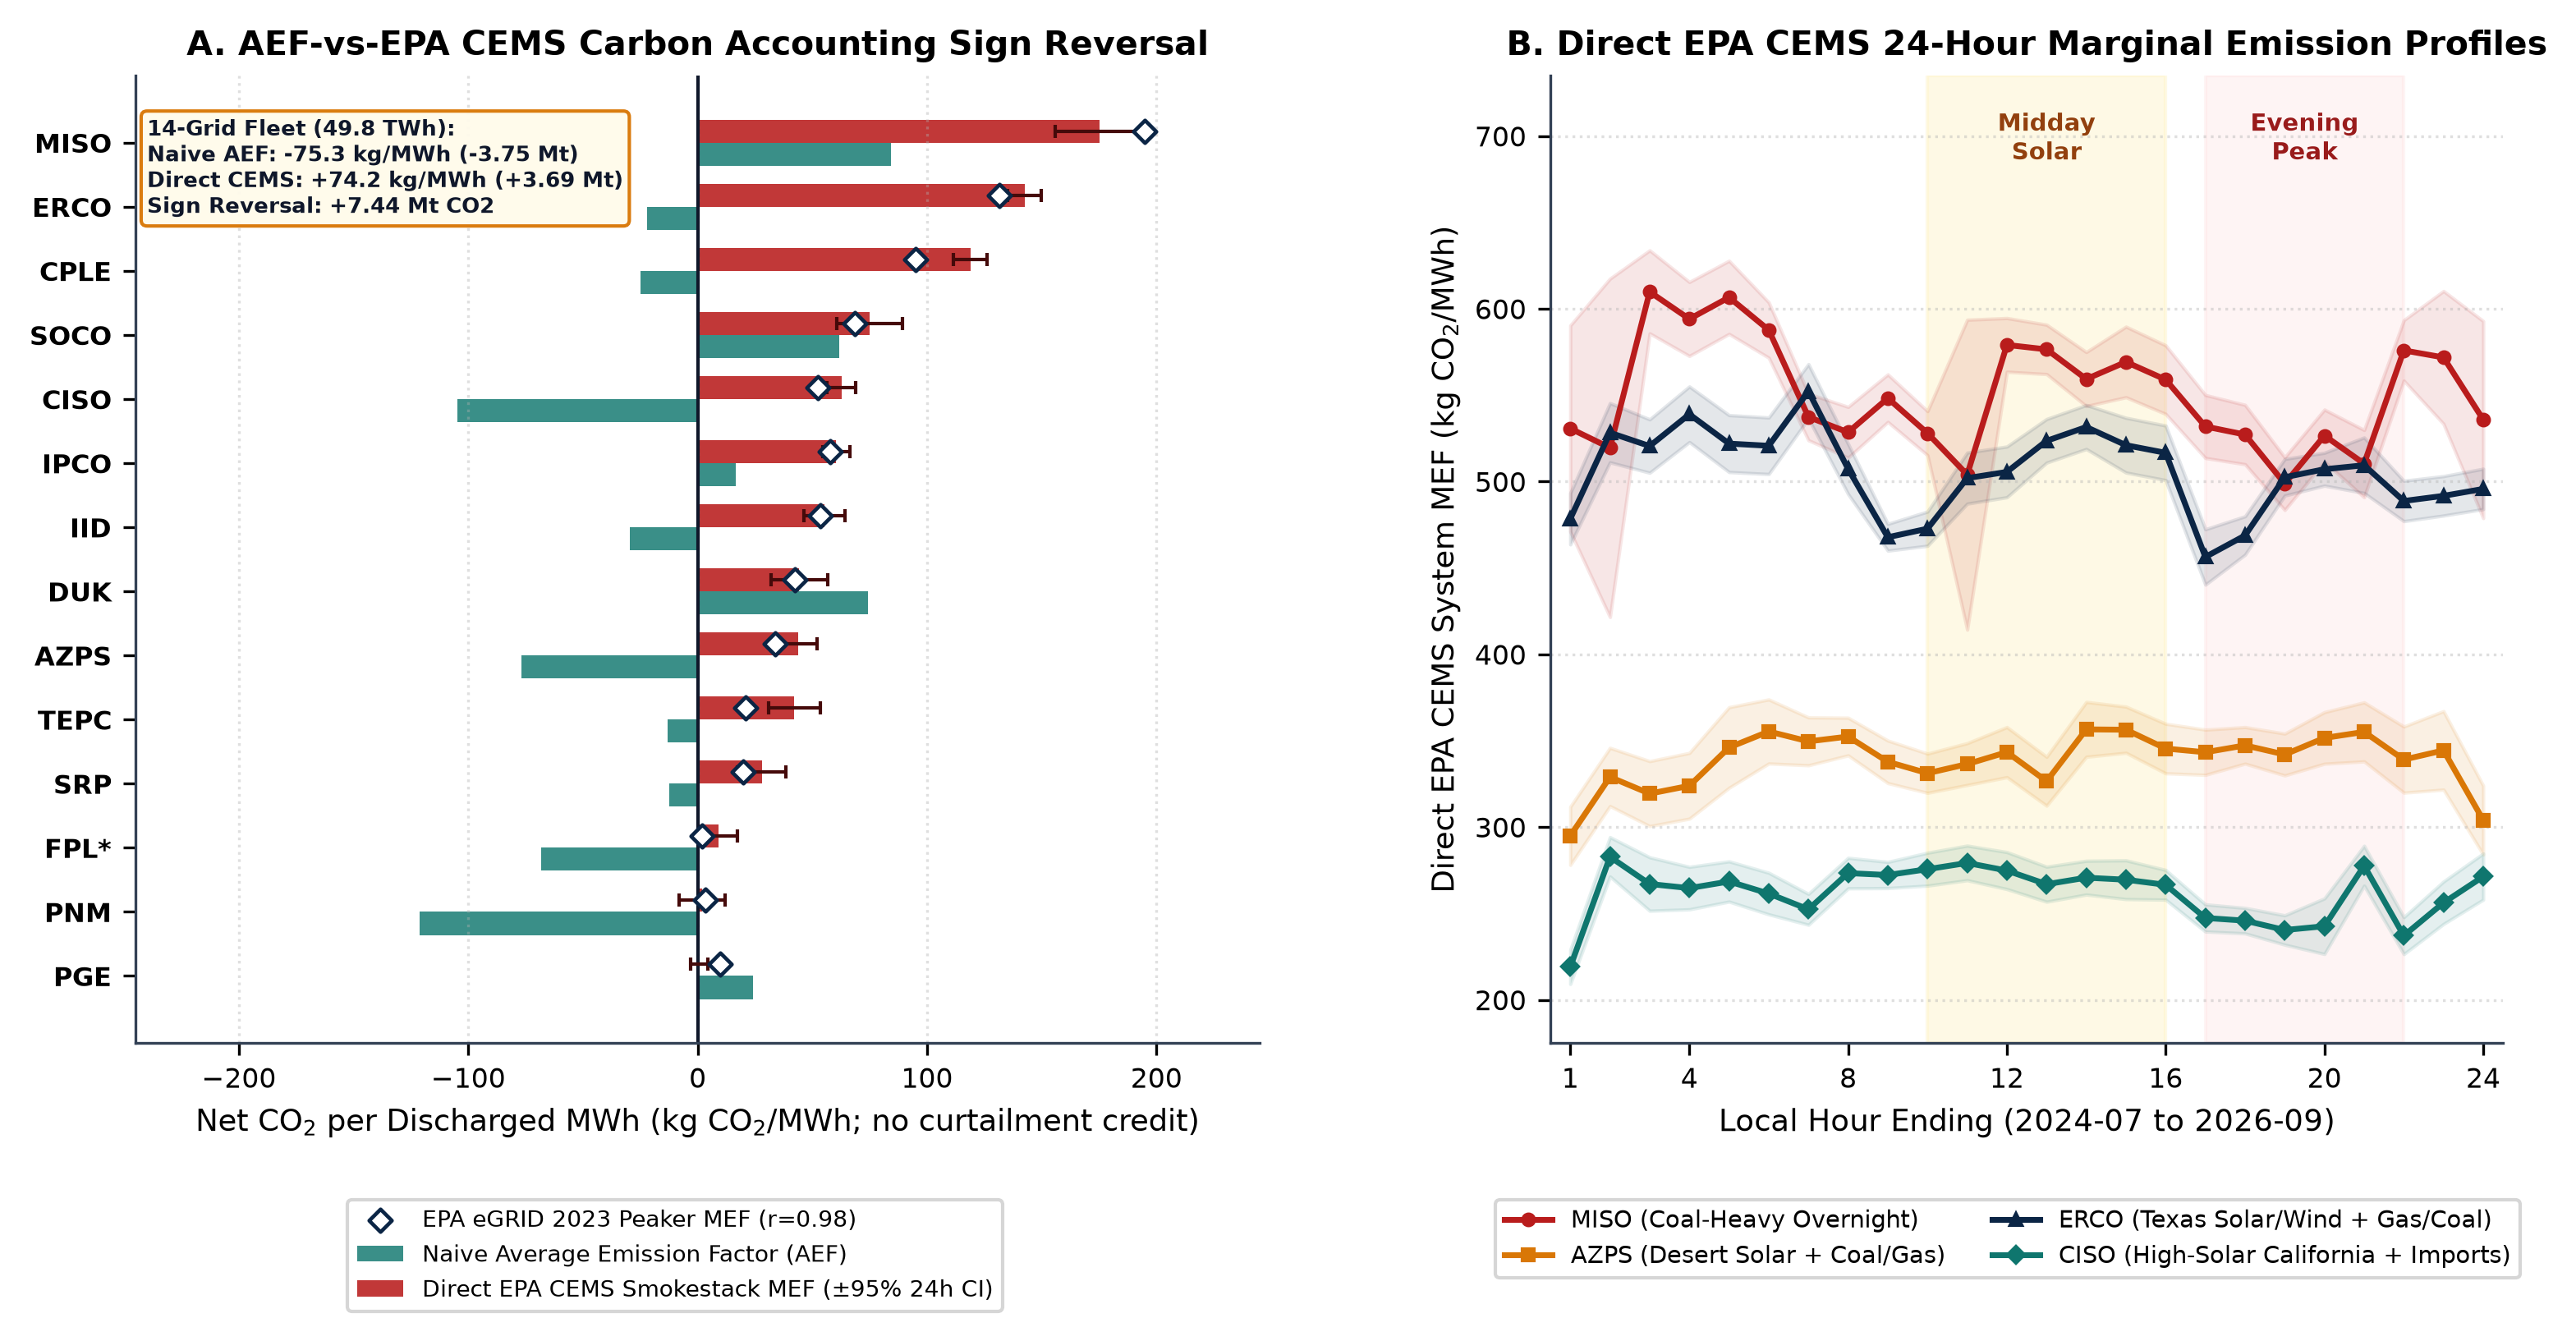 A. AEF-vs-EPA CEMS Carbon Accounting Sign Reversal
14-Grid Fleet (49.8 TWh):
Naive AEF: -75.3 kg/MWh (-3.75 Mt)
Direct CEMS: +74.2 kg/MWh (+3.69 Mt)
Sign Reversal: +7.44 Mt CO2
MISO
ERCO
CPLE
SOCO
CISO
IPCO
IID
DUK
AZPS
TEPC
SRP
FPL*
PNM
PGE
−200
−100
0
100
200
Net CO₂ per Discharged MWh (kg CO₂/MWh; no curtailment credit)
EPA eGRID 2023 Peaker MEF (r=0.98)
Naive Average Emission Factor (AEF)
Direct EPA CEMS Smokestack MEF (±95% 24h CI)
B. Direct EPA CEMS 24-Hour Marginal Emission Profiles
Direct EPA CEMS System MEF (kg CO₂/MWh)
700
600
500
400
300
200
Midday
Solar
Evening
Peak
1
4
8
12
16
20
24
Local Hour Ending (2024-07 to 2026-09)
MISO (Coal-Heavy Overnight)
AZPS (Desert Solar + Coal/Gas)
ERCO (Texas Solar/Wind + Gas/Coal)
CISO (High-Solar California + Imports)